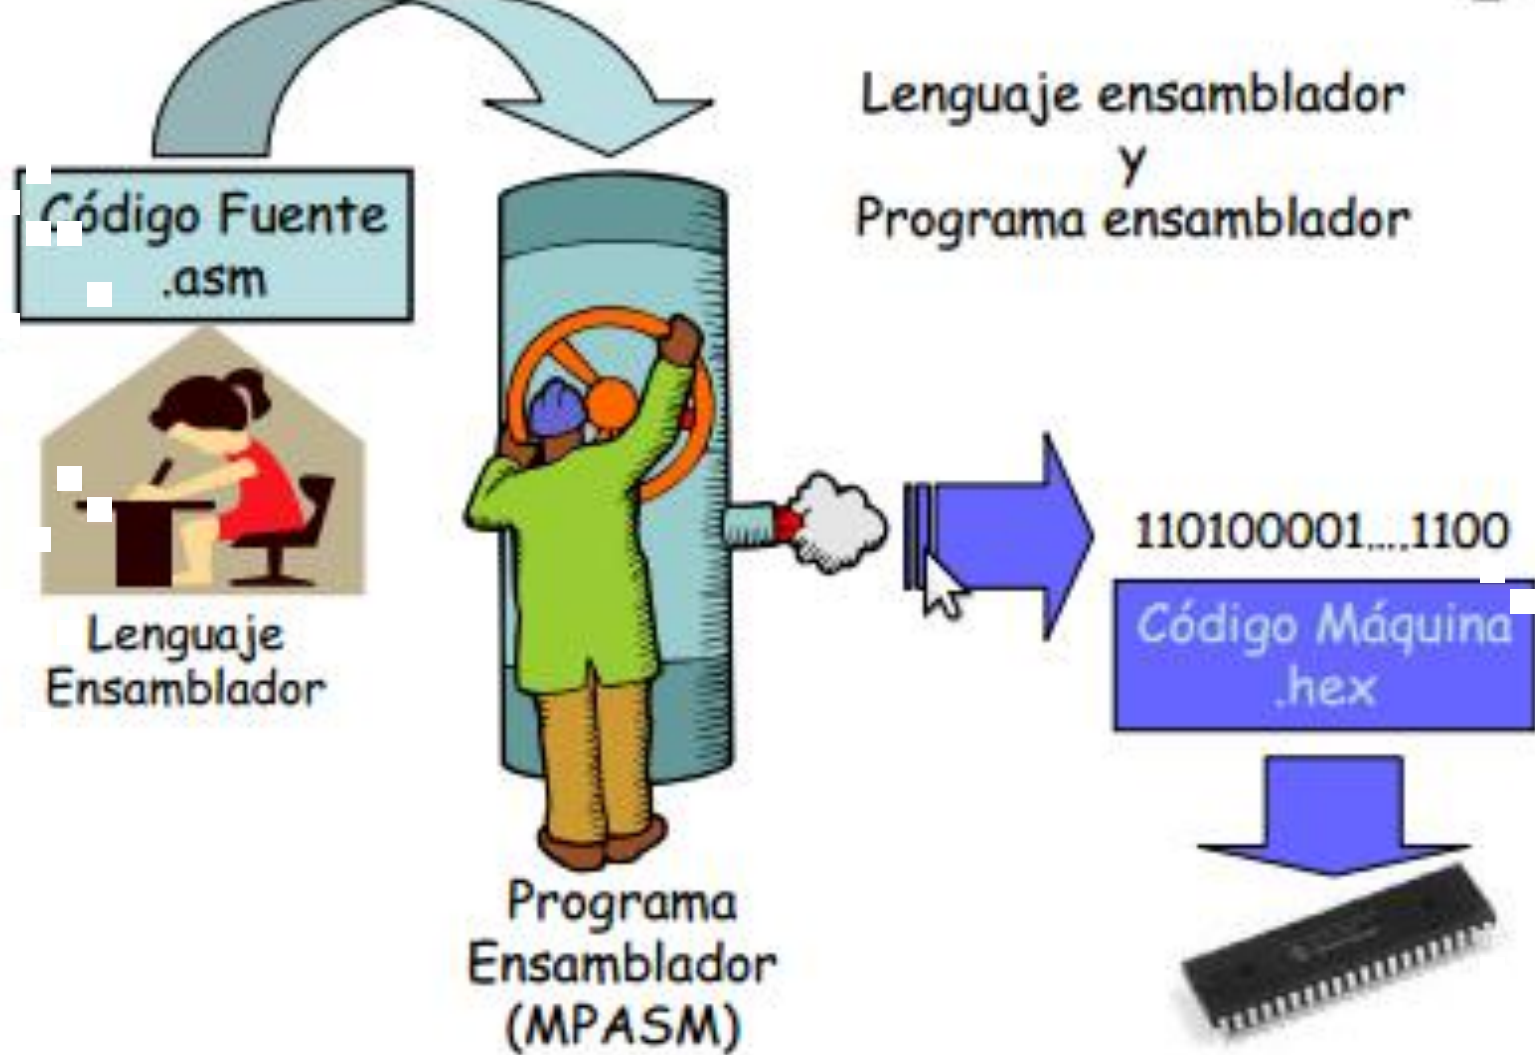 Lenguaje ensamblador
y
Programa ensamblador
Código Fuente
.asm
Lenguaje
Ensamblador
Programa
Ensamblador
(MPASM)
110100001....1100
Código Máquina
.hex